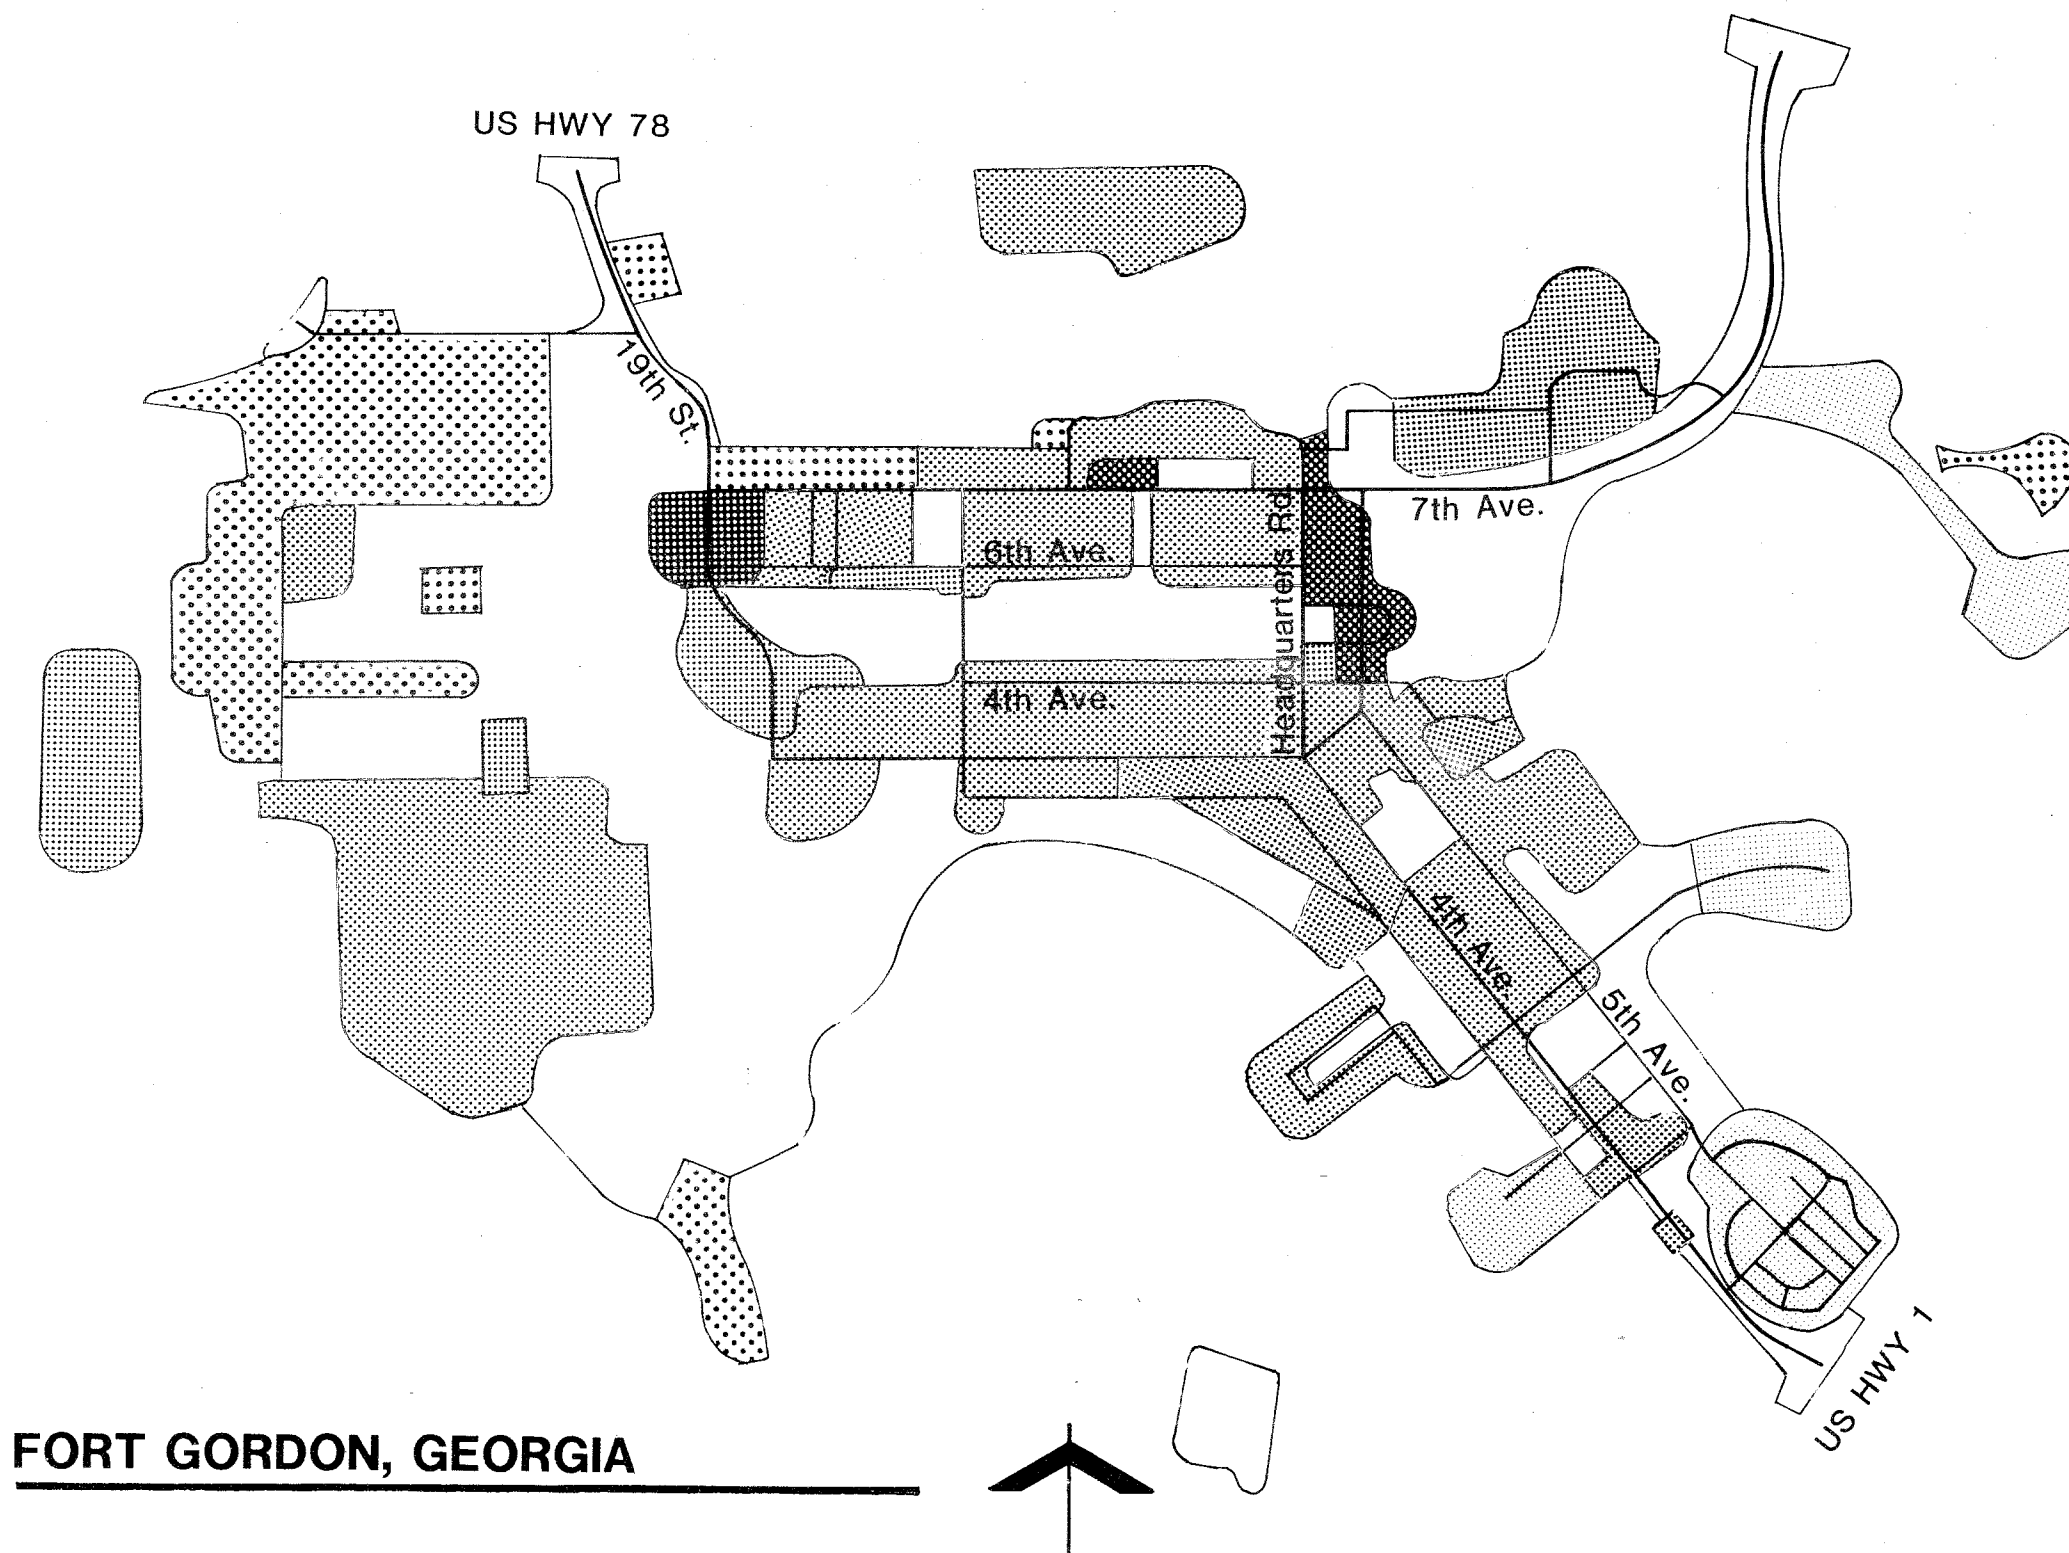 US HWY 78
19th St.
7th Ave.
6th Ave.
Headquarters Rd.
4th Ave.
4th Ave.
5th Ave.
US HWY 1
FORT GORDON, GEORGIA